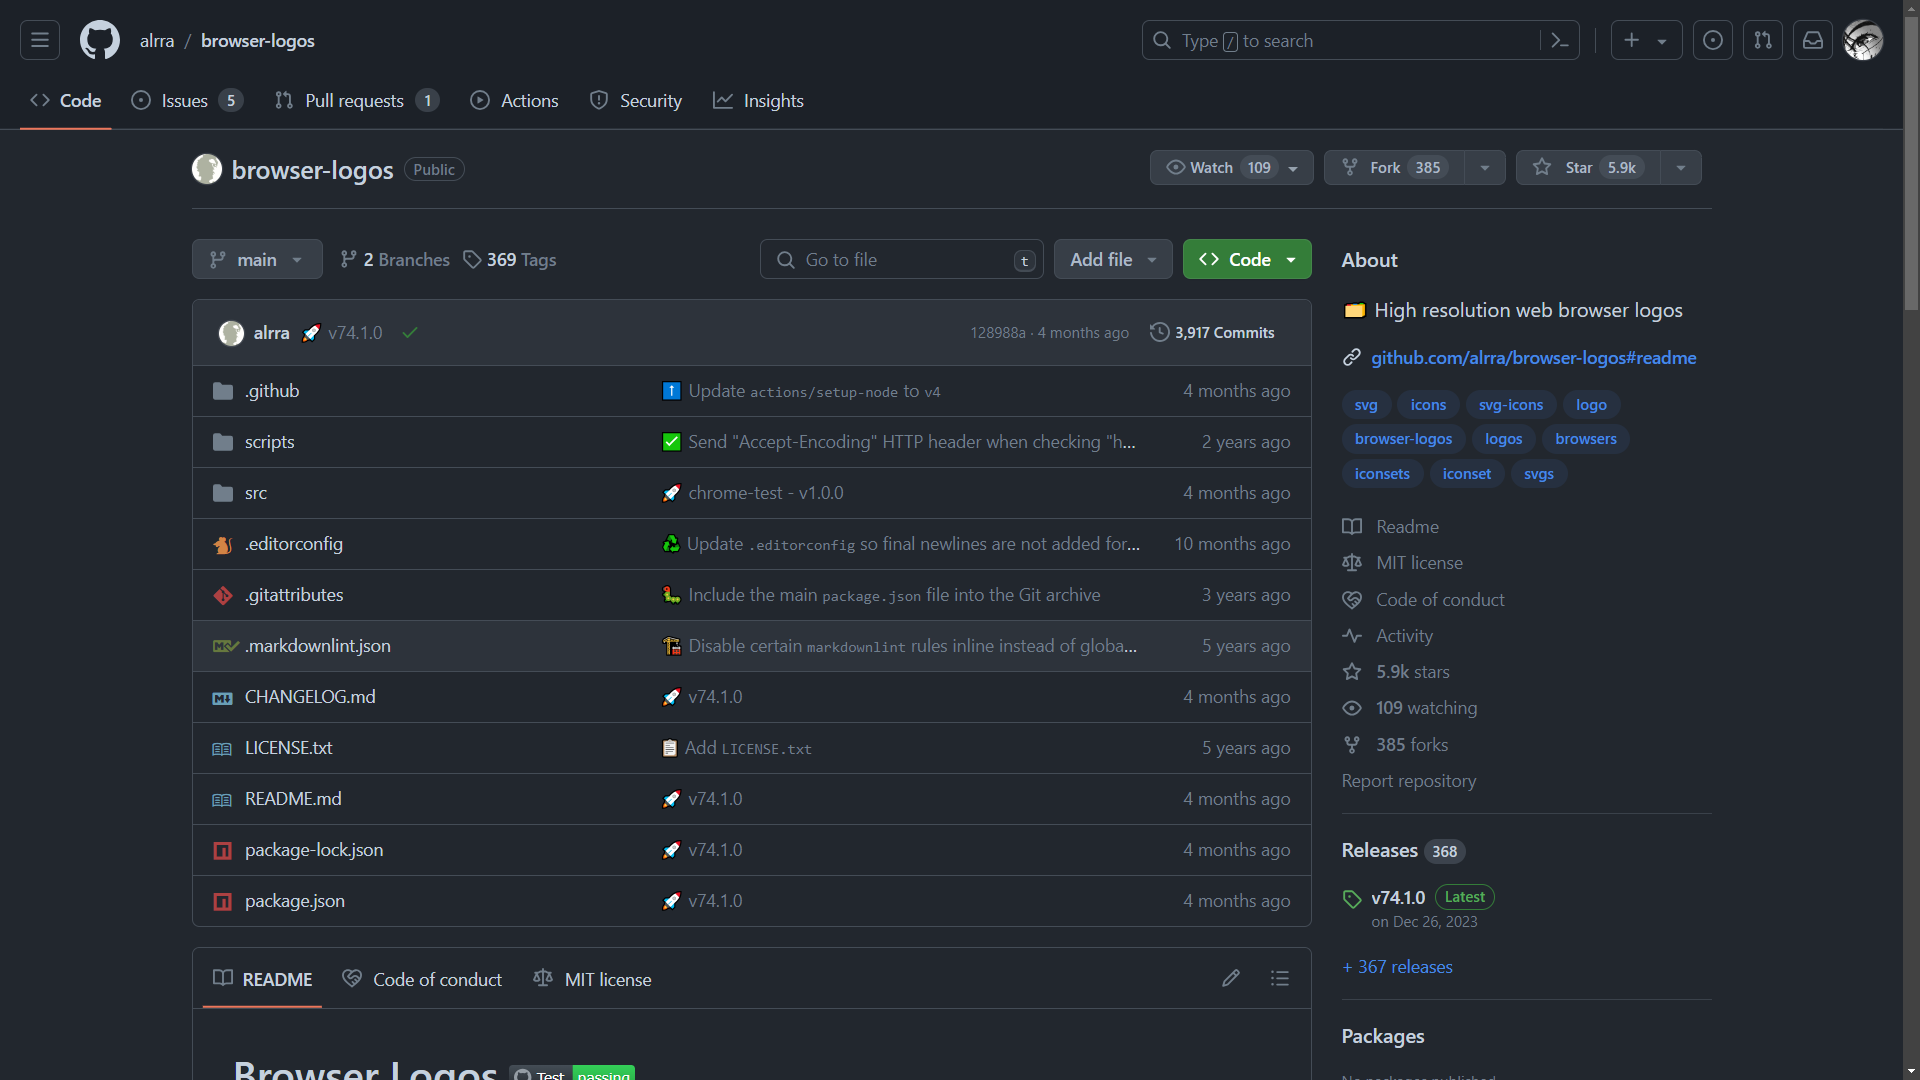 alrra / browser-logos
Type / to search
Code
Issues 5
Pull requests 1
Actions
Security
Insights
browser-logos Public
Watch 109
Fork 385
Star 5.9k
main
2 Branches
369 Tags
Go to file t
Add file
Code
alrra v74.1.0
128988a · 4 months ago
3,917 Commits
.github Update actions/setup-node to v4 4 months ago
scripts Send "Accept-Encoding" HTTP header when checking "h... 2 years ago
src chrome-test - v1.0.0 4 months ago
.editorconfig Update .editorconfig so final newlines are not added for... 10 months ago
.gitattributes Include the main package.json file into the Git archive 3 years ago
.markdownlint.json Disable certain markdownlint rules inline instead of globa... 5 years ago
CHANGELOG.md v74.1.0 4 months ago
LICENSE.txt Add LICENSE.txt 5 years ago
README.md v74.1.0 4 months ago
package-lock.json v74.1.0 4 months ago
package.json v74.1.0 4 months ago
README
Code of conduct
MIT license
Browser Logos Test passing
About
High resolution web browser logos
github.com/alrra/browser-logos#readme
svg icons svg-icons logo
browser-logos logos browsers
iconsets iconset svgs
Readme
MIT license
Code of conduct
Activity
5.9k stars
109 watching
385 forks
Report repository
Releases 368
v74.1.0 Latest
on Dec 26, 2023
+ 367 releases
Packages
No packages published